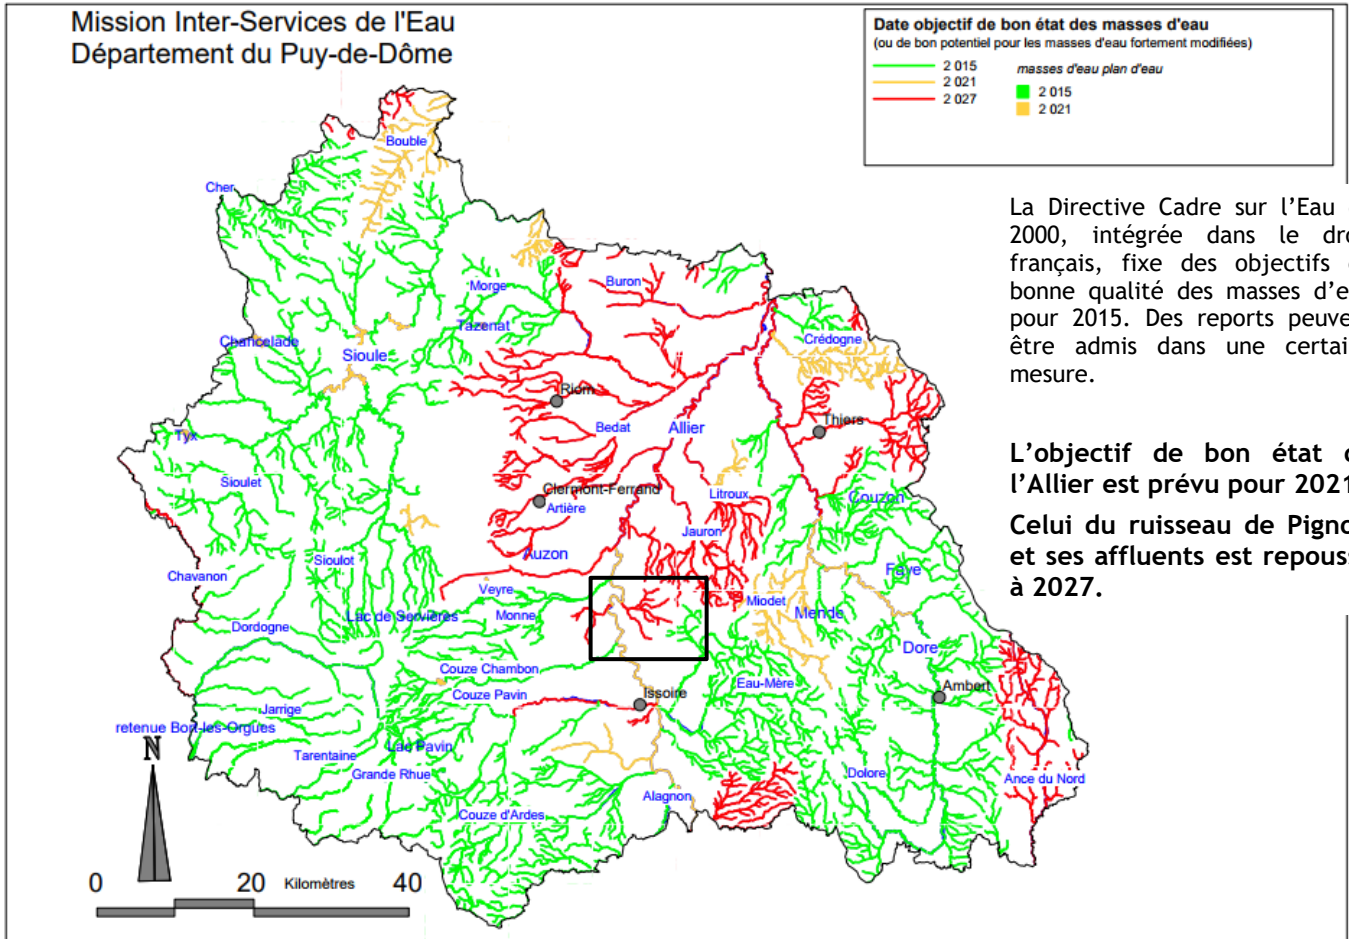 Mission Inter-Services de l'Eau
Département du Puy-de-Dôme
Date objectif de bon état des masses d'eau
(ou de bon potentiel pour les masses d'eau fortement modifiées)
2 015
2 021
2 027
masses d'eau plan d'eau
2 015
2 021
La Directive Cadre sur l'Eau
2000, intégrée dans le
français, fixe des objectifs
bonne qualité des masses
pour 2015. Des reports
être admis dans une
mesure.
L'objectif de bon état
l'Allier est prévu pour 2021
Celui du ruisseau de
et ses affluents est
à 2027.
Bouble
Cher
Morge
Buron
Tazenat
Chancelade
Sioule
Crédogne
Riom
Thiers
Bedat
Allier
Tyx
Sioulet
Clermont-Ferrand
Artière
Litroux
Couzon
Jauron
Auzon
Sioulot
Faye
Chavanon
Veyre
Miodet
Mende
Lac de Servières
Monne
Dordogne
Dore
Couze Chambon
Eau-Mère
Couze Pavin
Issoire
Ambert
Jarrige
retenue Bort-les-Orgues
Lac Pavin
Tarentaine
Grande Rhue
Dolore
Ance du Nord
Alagnon
Couze d'Ardes
N
0 20 Kilomètres 40